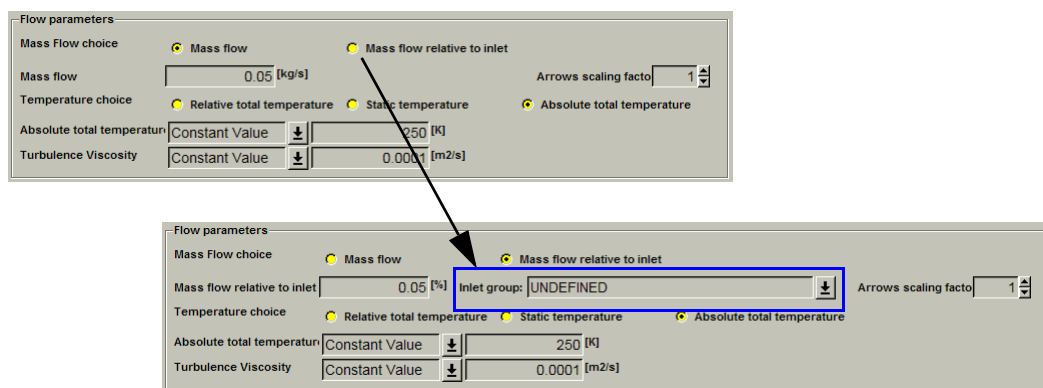 Flow parameters
Mass Flow choice Mass flow Mass flow relative to inlet
Mass flow 0.05 [kg/s] Arrows scaling facto 1
Temperature choice Relative total temperature Static temperature Absolute total temperature
Absolute total temperatur Constant Value 250 [K]
Turbulence Viscosity Constant Value 0.0001 [m2/s]
Flow parameters
Mass Flow choice Mass flow Mass flow relative to inlet
Mass flow relative to inlet 0.05 [%] Inlet group: UNDEFINED Arrows scaling facto 1
Temperature choice Relative total temperature Static temperature Absolute total temperature
Absolute total temperatur Constant Value 250 [K]
Turbulence Viscosity Constant Value 0.0001 [m2/s]